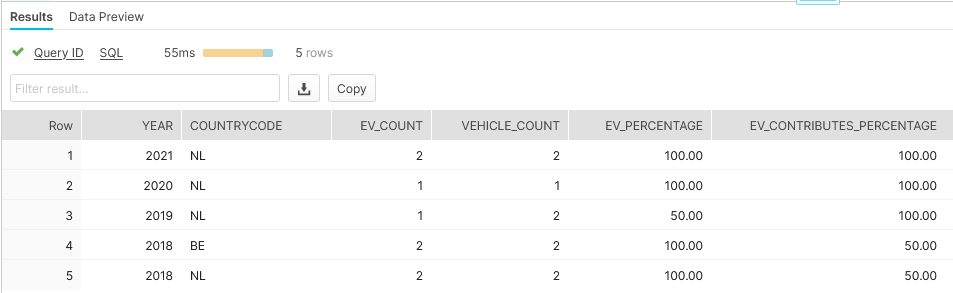 Results Data Preview
Query ID SQL 55ms 5 rows
Filter result... Copy
Row YEAR COUNTRYCODE EV_COUNT VEHICLE_COUNT EV_PERCENTAGE EV_CONTRIBUTES_PERCENTAGE
1 2021 NL 2 2 100.00 100.00
2 2020 NL 1 1 100.00 100.00
3 2019 NL 1 2 50.00 100.00
4 2018 BE 2 2 100.00 50.00
5 2018 NL 2 2 100.00 50.00